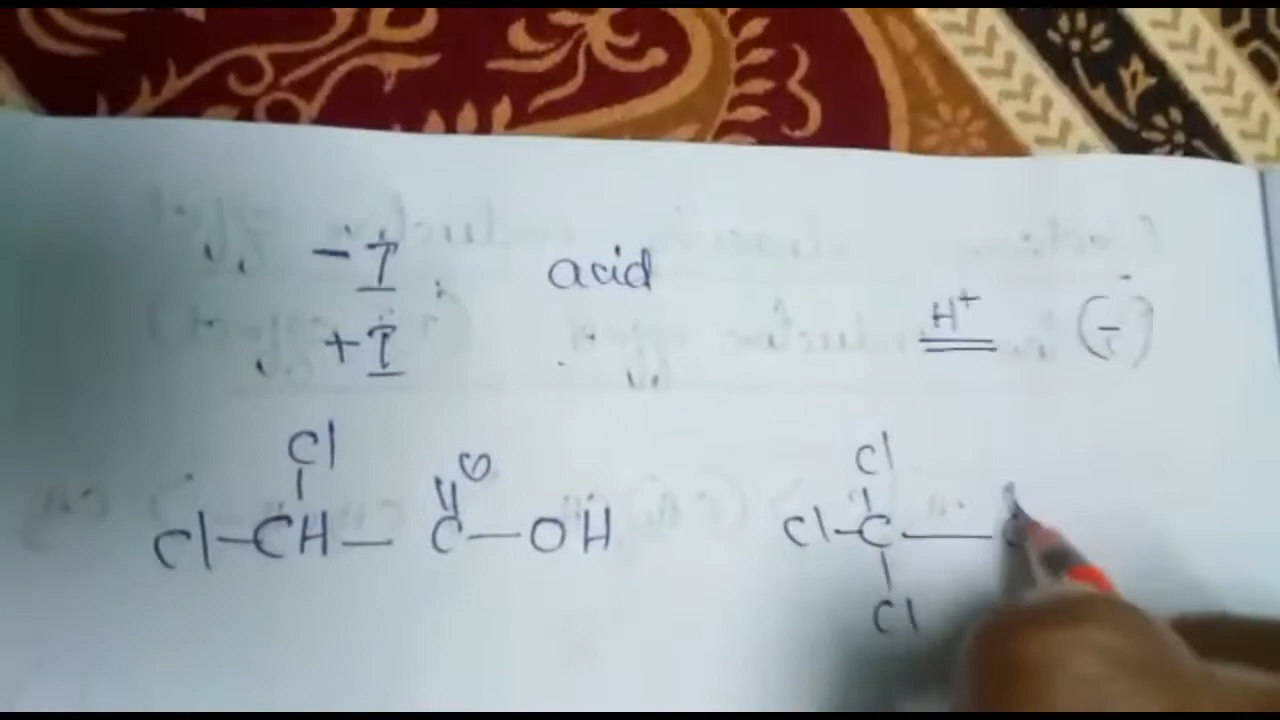 -I acid H+ (-)
+I
Cl Cl
Cl-CH-C-OH Cl-C-C
O
Cl